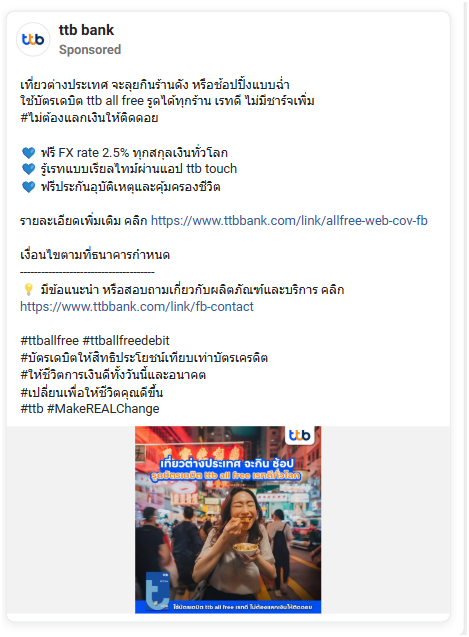 ttb bank
Sponsored
เที่ยวต่างประเทศ จะลุยกินร้านดัง หรือช้อปปิ้งแบบฉ่ำ
ใช้บัตรเดบิต ttb all free รูดได้ทุกร้าน เรทดี ไม่มีชาร์จเพิ่ม
#ไม่ต้องแลกเงินให้ติดดอย
💙 ฟรี FX rate 2.5% ทุกสกุลเงินทั่วโลก
💙 รู้เรทแบบเรียลไทม์ผ่านแอป ttb touch
💙 ฟรีประกันอุบัติเหตุและคุ้มครองชีวิต
รายละเอียดเพิ่มเติม คลิก https://www.ttbbank.com/link/allfree-web-cov-fb
เงื่อนไขตามที่ธนาคารกำหนด
--------------------------------------
💡 มีข้อแนะนำ หรือสอบถามเกี่ยวกับผลิตภัณฑ์และบริการ คลิก
https://www.ttbbank.com/link/fb-contact
#ttballfree #ttballfreedebit
#บัตรเดบิตให้สิทธิประโยชน์เทียบเท่าบัตรเครดิต
#ให้ชีวิตการเงินดีทั้งวันนี้และอนาคต
#เปลี่ยนเพื่อให้ชีวิตคุณดีขึ้น
#ttb #MakeREALChange
ttb
เที่ยวต่างประเทศ จะกิน ช้อป
รูดบัตรเดบิต ttb all free เรทดีทั่วโลก
ใช้บัตรเดบิต ttb all free เรทดี ไม่ต้องแลกเงินให้ติดดอย